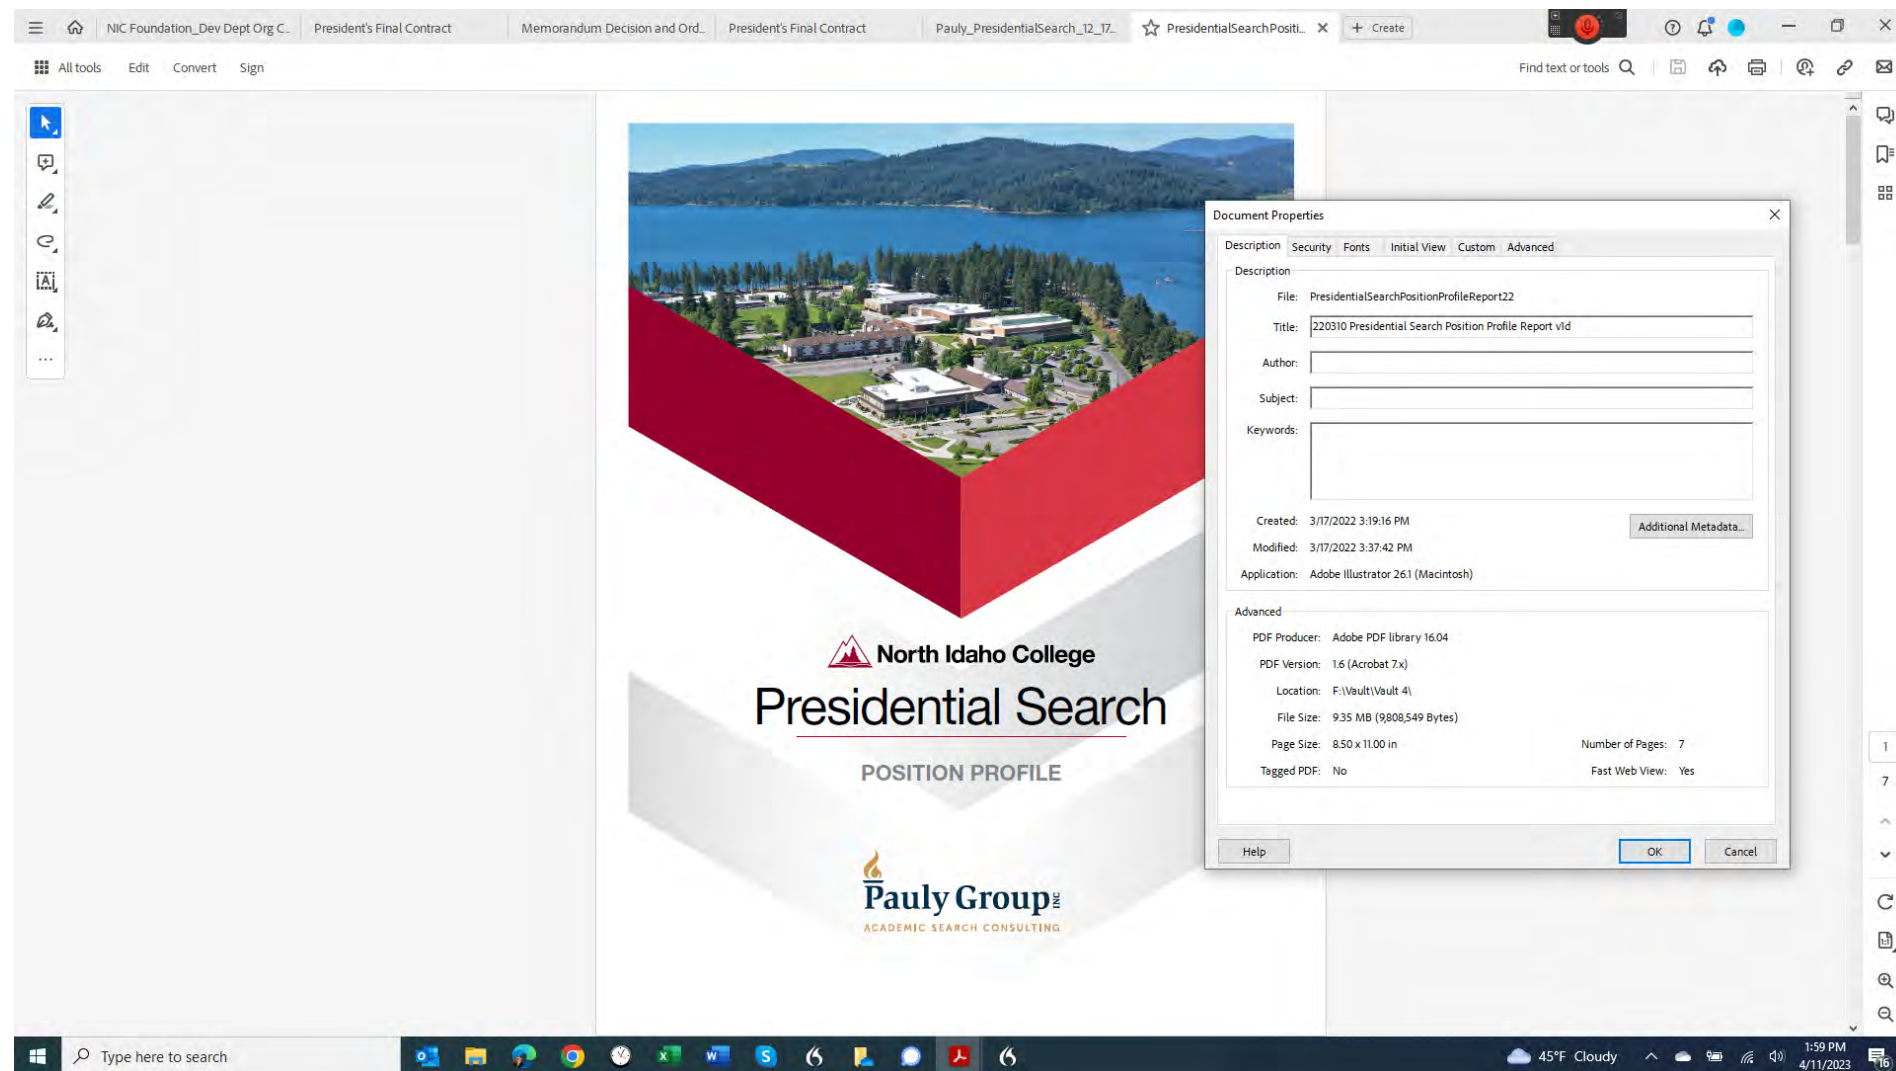 NIC Foundation_Dev Dept Org C...
President's Final Contract
Memorandum Decision and Ord...
President's Final Contract
Pauly_PresidentialSearch_12_17...
PresidentialSearchPositi...
+ Create
All tools
Edit
Convert
Sign
Find text or tools
Document Properties
Description Security Fonts Initial View Custom Advanced
Description
File: PresidentialSearchPositionProfileReport22
Title: 220310 Presidential Search Position Profile Report v1d
Author:
Subject:
Keywords:
Created: 3/17/2022 3:19:16 PM
Additional Metadata...
Modified: 3/17/2022 3:37:42 PM
Application: Adobe Illustrator 26.1 (Macintosh)
Advanced
PDF Producer: Adobe PDF library 16.04
PDF Version: 1.6 (Acrobat 7.x)
Location: F:\Vault\Vault 4\
File Size: 9.35 MB (9,808,549 Bytes)
Page Size: 8.50 x 11.00 in
Number of Pages: 7
Tagged PDF: No
Fast Web View: Yes
Help
OK
Cancel
North Idaho College
Presidential Search
POSITION PROFILE
Pauly Group INC
ACADEMIC SEARCH CONSULTING
1
7
Type here to search
45°F Cloudy
1:59 PM
4/11/2023
16